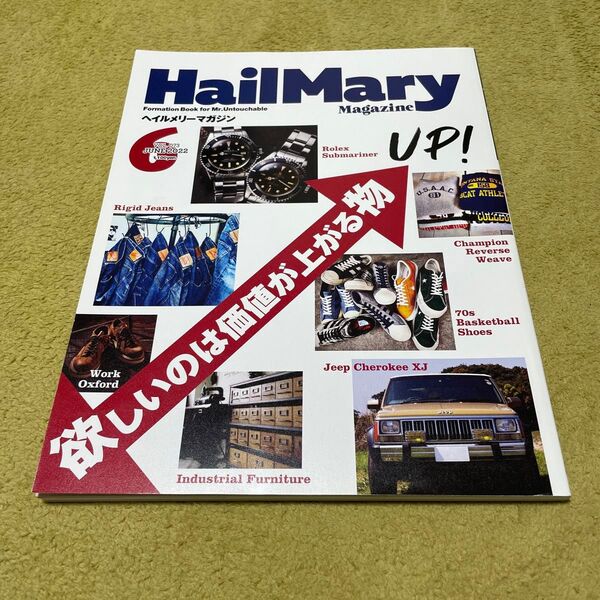 HailMary
Magazine
Formation Book for Mr.Untouchable
ヘイルメリーマガジン
6
JUNE 2022
Rolex
Submariner
UP!
Rigid Jeans
U.S.A.A.C.
Champion
Reverse
Weave
70s
Basketball
Shoes
Work
Oxford
Jeep Cherokee XJ
Jeep
Industrial Furniture
欲しいのは価値が上がる物